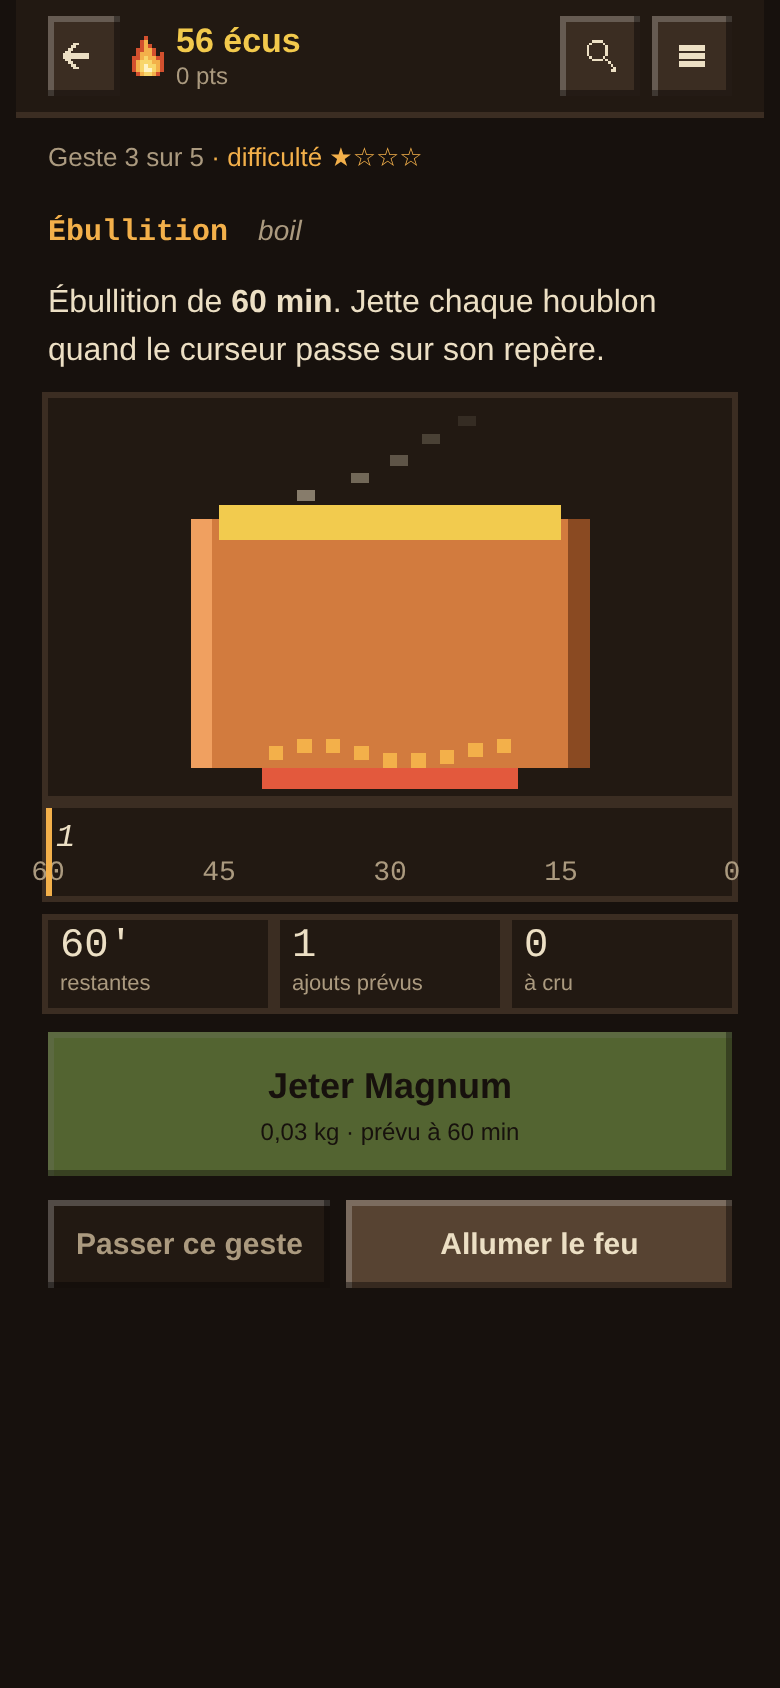 56 écus
0 pts
Geste 3 sur 5 · difficulté ★☆☆☆
Ébullition boil
Ébullition de 60 min. Jette chaque houblon
quand le curseur passe sur son repère.
1
60 45 30 15 0
60' 1 0
restantes ajouts prévus à cru
Jeter Magnum
0,03 kg · prévu à 60 min
Passer ce geste Allumer le feu